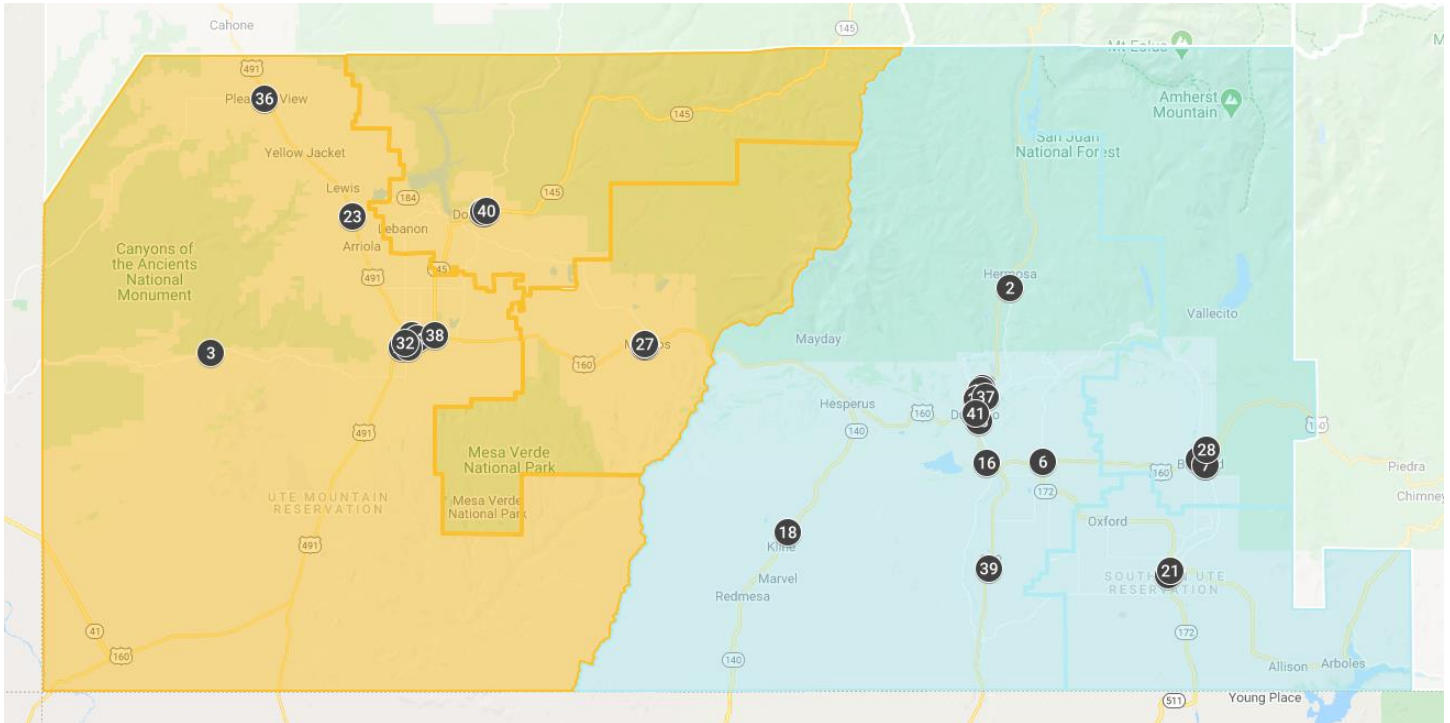 Cahone
145
491
36
Yellow Jacket
145
Mt Eolus
Amherst
Mountain
San Juan
National Forest
Lewis
184
145
23
40
Lebanon
Arriola
Canyons of
the Ancients
National
Monument
491
145
Hermosa
2
Vallecito
3
32
38
27
160
Mayday
Hesperus
160
37
41
140
160
491
Mesa Verde
National Park
16
6
160
28
7
Piedra
172
UTE MOUNTAIN
RESERVATION
Mesa Verde
National Park
Oxford
491
18
Kline
39
21
Marvel
Redmesa
SOUTHERN UTE
RESERVATION
41
160
140
172
Allison
Arboles
511
Young Place